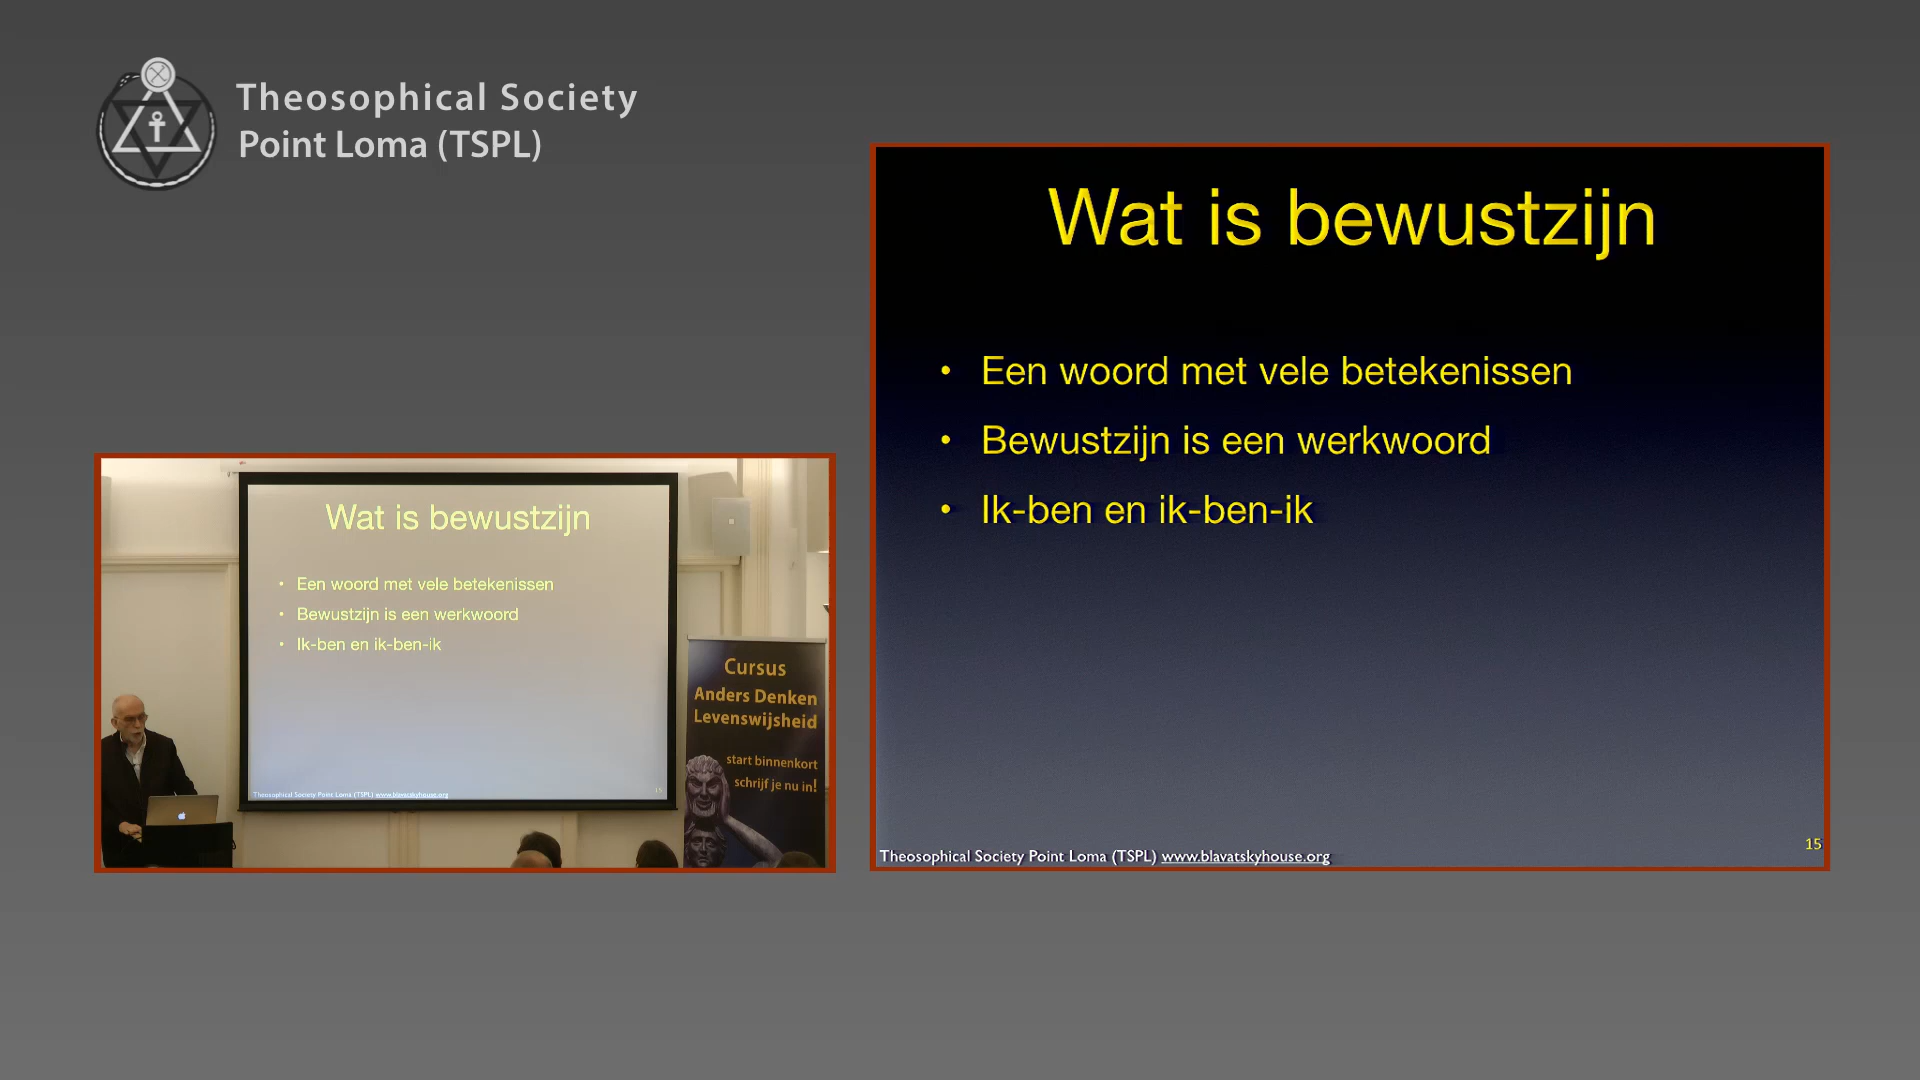 Theosophical Society
Point Loma (TSPL)
Wat is bewustzijn
• Een woord met vele betekenissen
• Bewustzijn is een werkwoord
• Ik-ben en ik-ben-ik
Theosophical Society Point Loma (TSPL) www.blavatskyhouse.org
15
Wat is bewustzijn
• Een woord met vele betekenissen
• Bewustzijn is een werkwoord
• Ik-ben en ik-ben-ik
Theosophical Society Point Loma (TSPL) www.blavatskyhouse.org
15
Cursus
Anders Denken
Levenswijsheid
start binnenkort
schrijf je nu in!